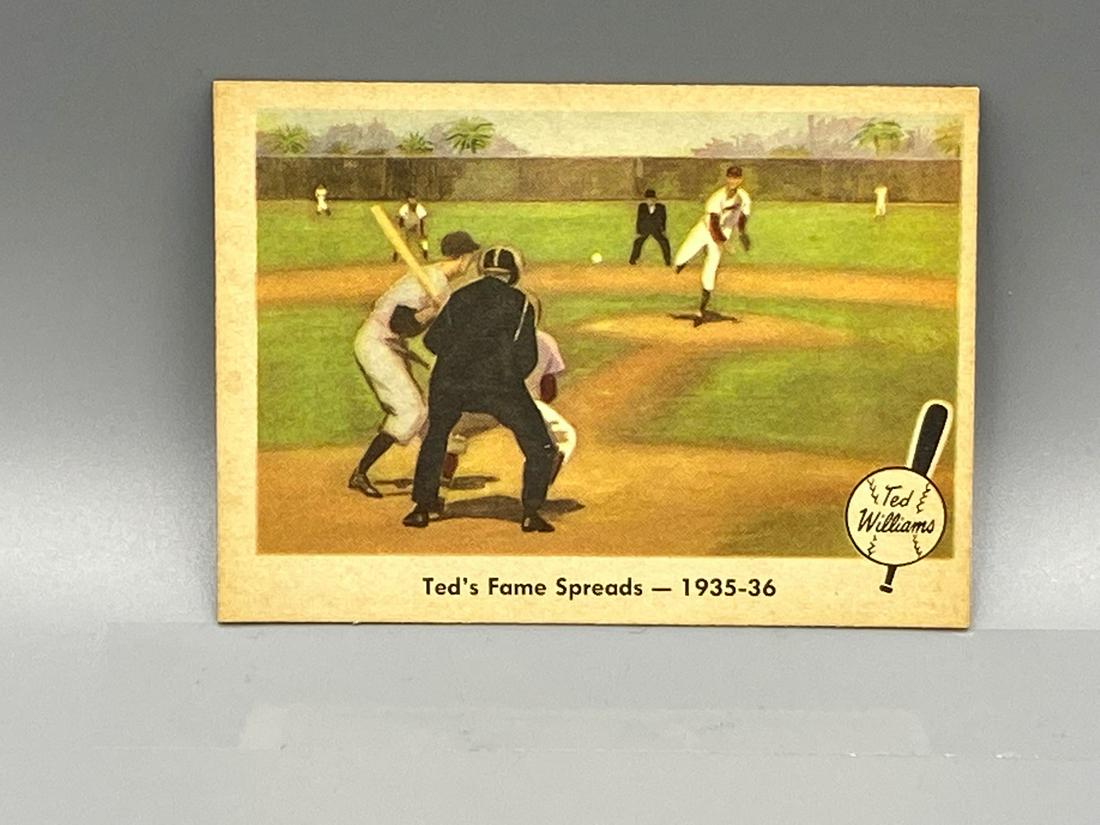 Ted
Williams
Ted's Fame Spreads — 1935-36